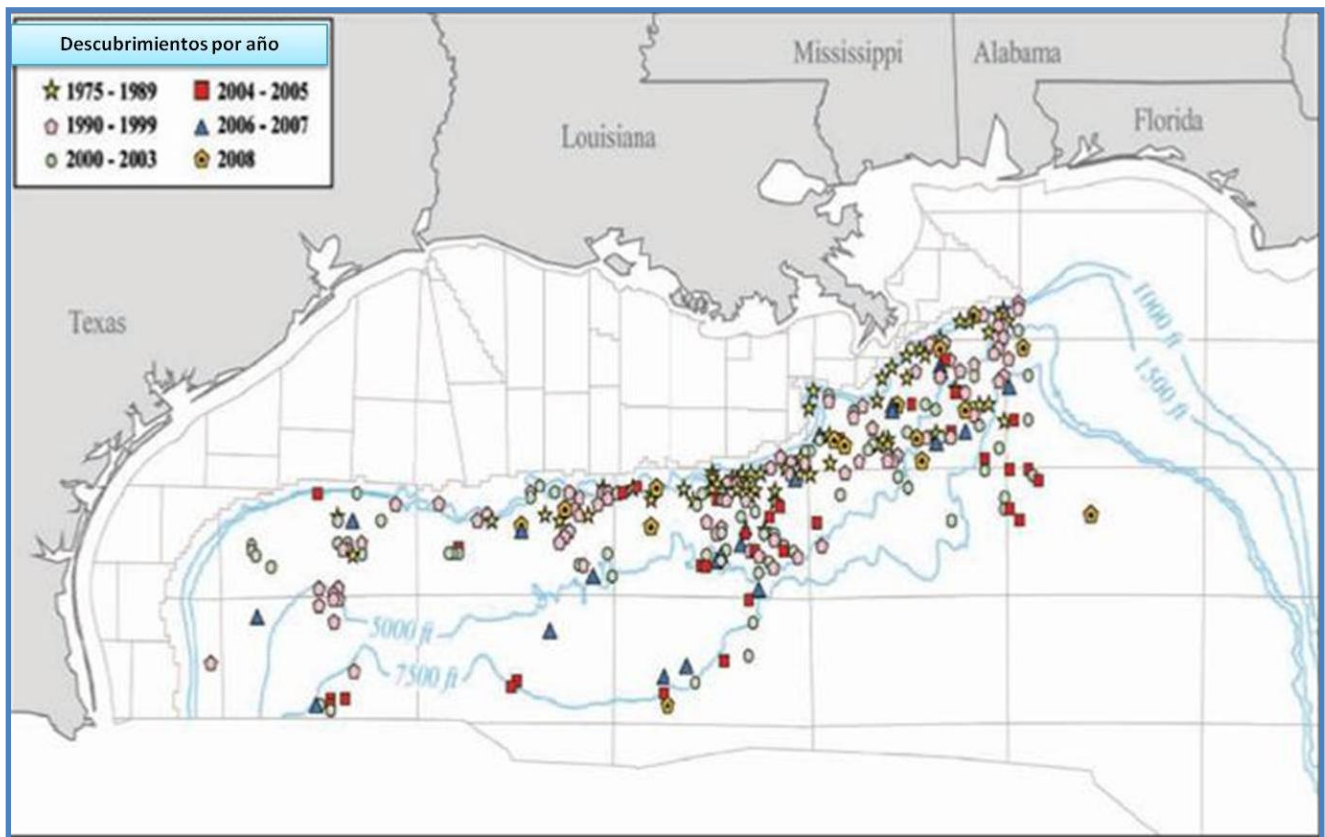 Descubrimientos por año
1975 - 1989
2004 - 2005
1990 - 1999
2006 - 2007
2000 - 2003
2008
Mississippi
Alabama
Louisiana
Florida
Texas
1000 ft
1500 ft
5000 ft
7500 ft